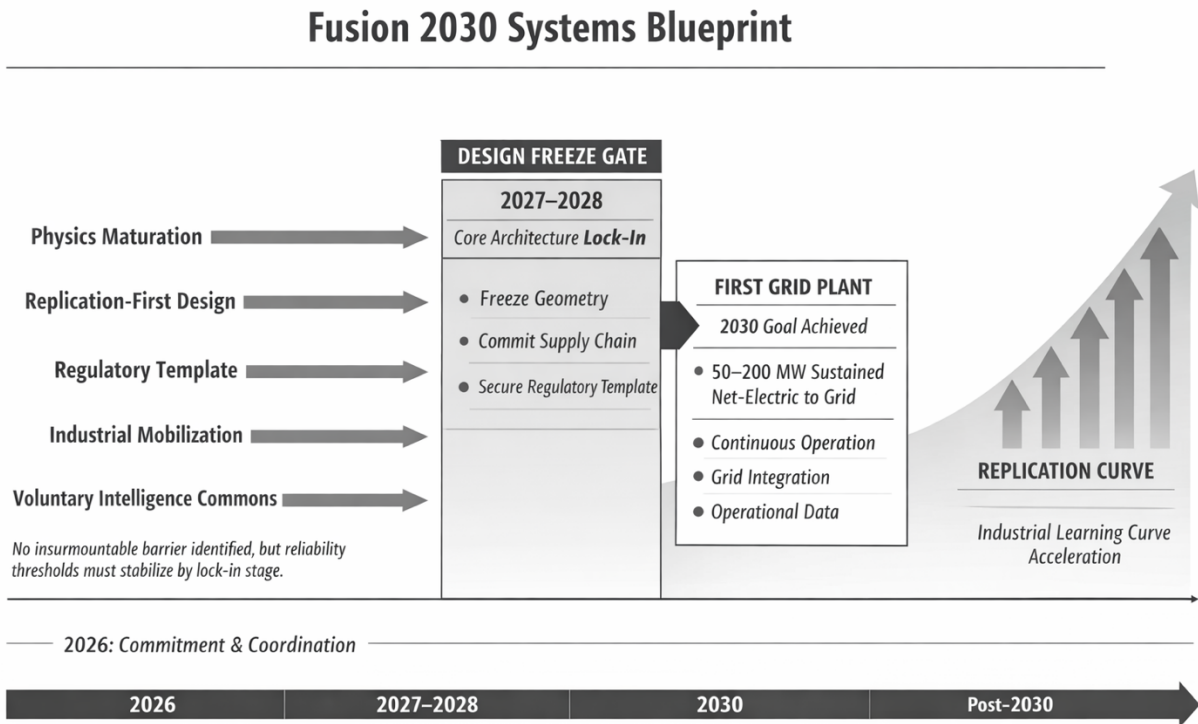 Fusion 2030 Systems Blueprint
DESIGN FREEZE GATE
2027–2028
Core Architecture Lock-In
Freeze Geometry
Commit Supply Chain
Secure Regulatory Template
Physics Maturation
Replication-First Design
Regulatory Template
Industrial Mobilization
Voluntary Intelligence Commons
No insurmountable barrier identified, but reliability
thresholds must stabilize by lock-in stage.
FIRST GRID PLANT
2030 Goal Achieved
50–200 MW Sustained
Net-Electric to Grid
Continuous Operation
Grid Integration
Operational Data
REPLICATION CURVE
Industrial Learning Curve
Acceleration
2026: Commitment & Coordination
2026
2027–2028
2030
Post-2030